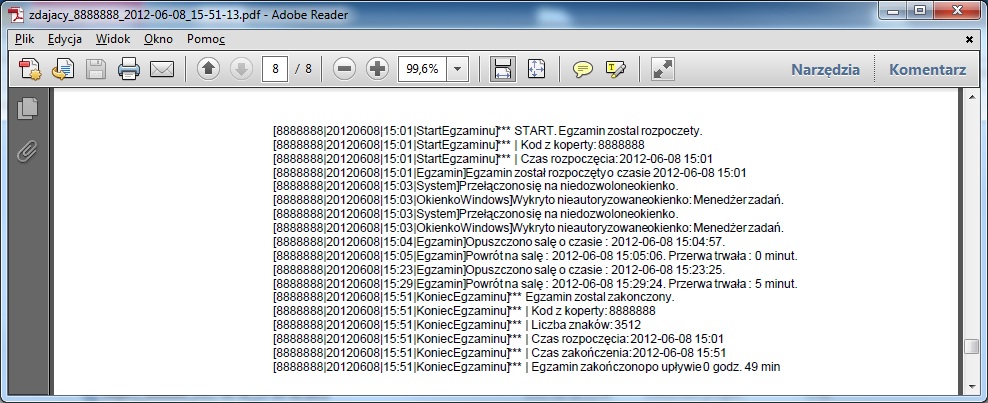 zdajacy_8888888_2012-06-08_15-51-13.pdf - Adobe Reader
Plik Edycja Widok Okno Pomoc
8 / 8 99,6% Narzędzia Komentarz
[8888888|20120608|15:01|StartEgzaminu]*** START. Egzamin zostal rozpoczety.
[8888888|20120608|15:01|StartEgzaminu]*** | Kod z koperty: 8888888
[8888888|20120608|15:01|StartEgzaminu]*** | Czas rozpoczęcia: 2012-06-08 15:01
[8888888|20120608|15:01|Egzamin]Egzamin został rozpoczęty o czasie 2012-06-08 15:01
[8888888|20120608|15:03|System]Przełączono się na niedozwolone okienko.
[8888888|20120608|15:03|OkienkoWindows]Wykryto nieautoryzowane okienko: Menedżer zadań.
[8888888|20120608|15:03|System]Przełączono się na niedozwolone okienko.
[8888888|20120608|15:03|OkienkoWindows]Wykryto nieautoryzowane okienko: Menedżer zadań.
[8888888|20120608|15:04|Egzamin]Opuszczono salę o czasie : 2012-06-08 15:04:57.
[8888888|20120608|15:05|Egzamin]Powrót na salę : 2012-06-08 15:05:06. Przerwa trwała : 0 minut.
[8888888|20120608|15:23|Egzamin]Opuszczono salę o czasie : 2012-06-08 15:23:25.
[8888888|20120608|15:29|Egzamin]Powrót na salę : 2012-06-08 15:29:24. Przerwa trwała : 5 minut.
[8888888|20120608|15:51|KoniecEgzaminu]*** Egzamin zostal zakonczony.
[8888888|20120608|15:51|KoniecEgzaminu]*** | Kod z koperty: 8888888
[8888888|20120608|15:51|KoniecEgzaminu]*** | Liczba znaków: 3512
[8888888|20120608|15:51|KoniecEgzaminu]*** | Czas rozpoczęcia: 2012-06-08 15:01
[8888888|20120608|15:51|KoniecEgzaminu]*** | Czas zakończenia: 2012-06-08 15:51
[8888888|20120608|15:51|KoniecEgzaminu]*** | Egzamin zakończono po upływie 0 godz. 49 min